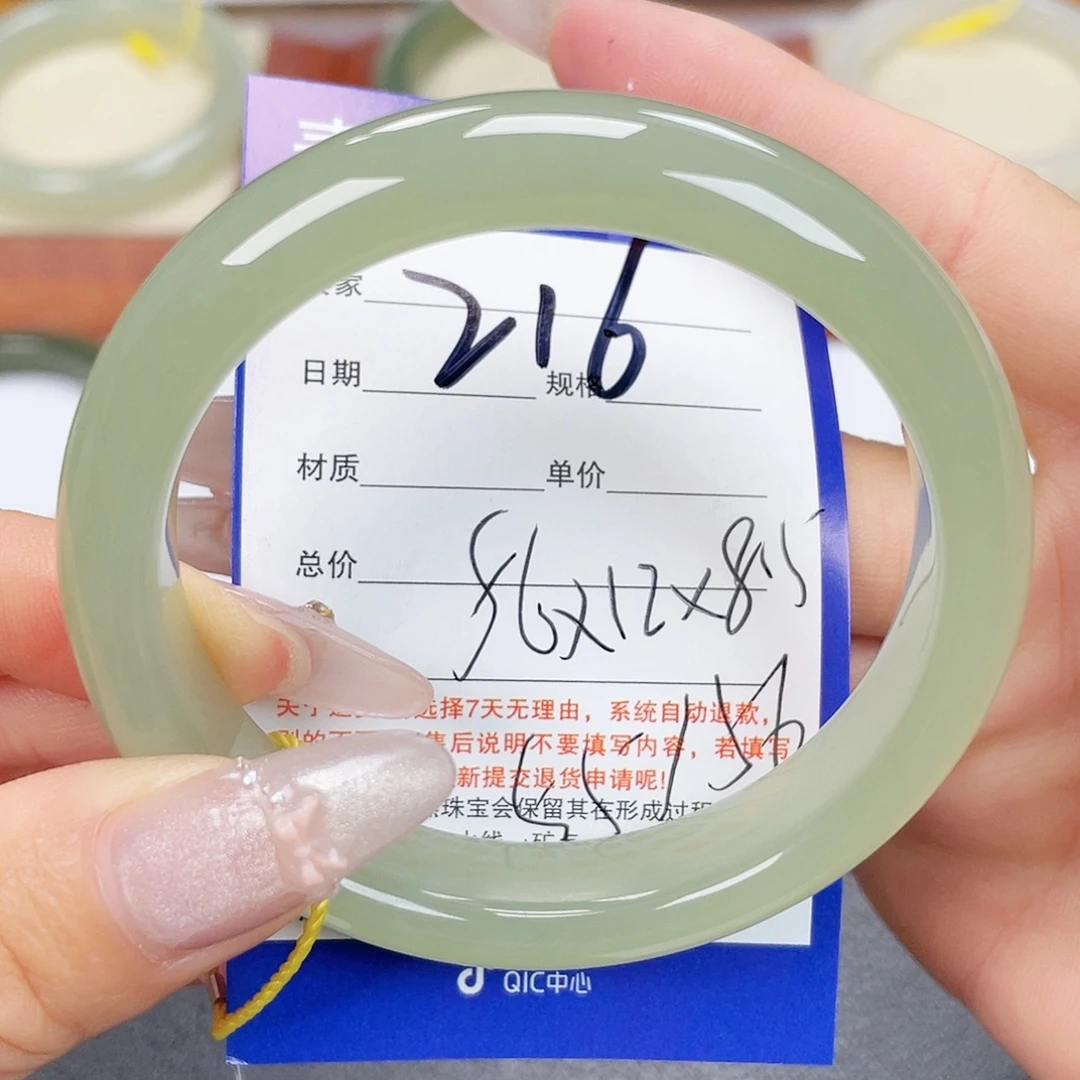 家 216
日期 规格
材质 单价
总价 56x12x8.5
选择7天无理由，系统自动退款，
售后说明不要填写内容，若填写
新提交退货申请呢!
珠宝会保留其在形成过程
QIC中心